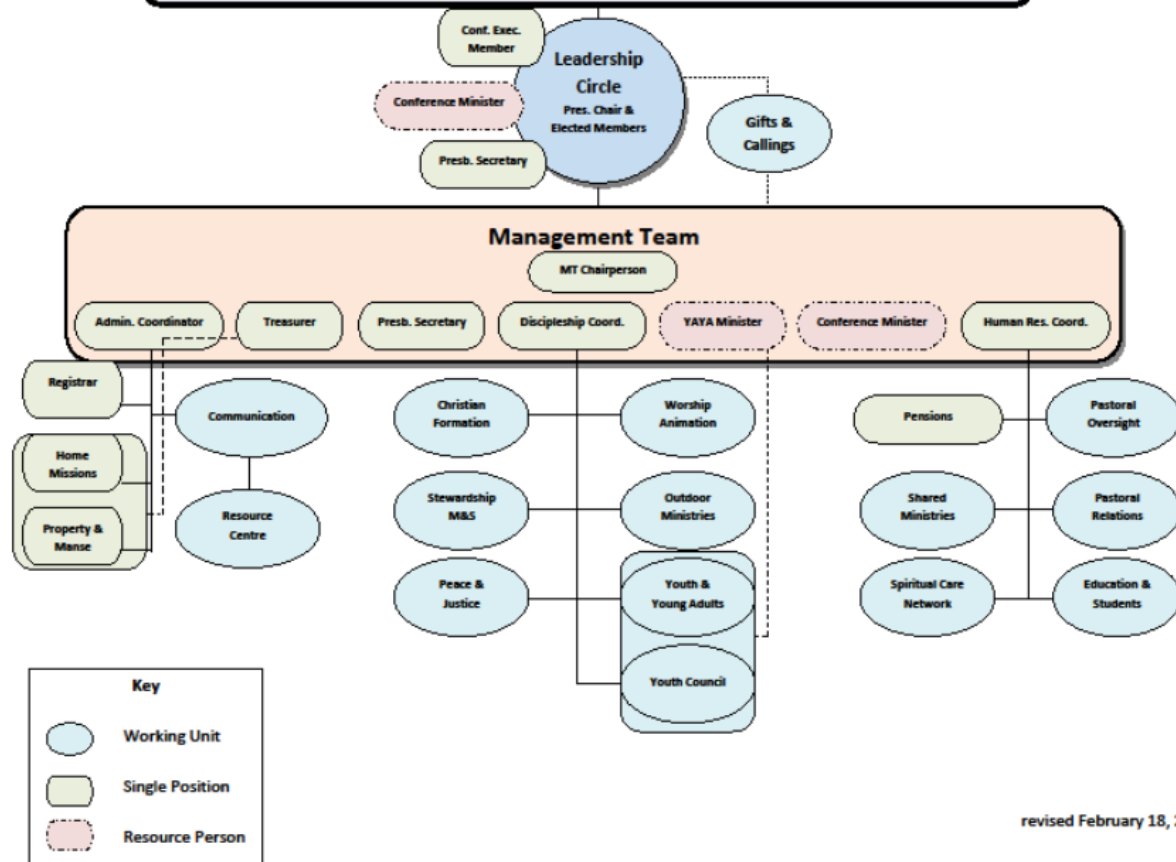 Conf. Exec.
Member
Leadership
Circle
Pres. Chair &
Elected Members
Conference Minister
Presb. Secretary
Gifts &
Callings
Management Team
MT Chairperson
Admin. Coordinator
Treasurer
Presb. Secretary
Discipleship Coord.
YAYA Minister
Conference Minister
Human Res. Coord.
Registrar
Communication
Home
Missions
Property &
Manse
Resource
Centre
Christian
Formation
Worship
Animation
Stewardship
M&S
Outdoor
Ministries
Peace &
Justice
Youth &
Young Adults
Youth Council
Pensions
Pastoral
Oversight
Shared
Ministries
Pastoral
Relations
Spiritual Care
Network
Education &
Students
Key
Working Unit
Single Position
Resource Person
revised February 18,